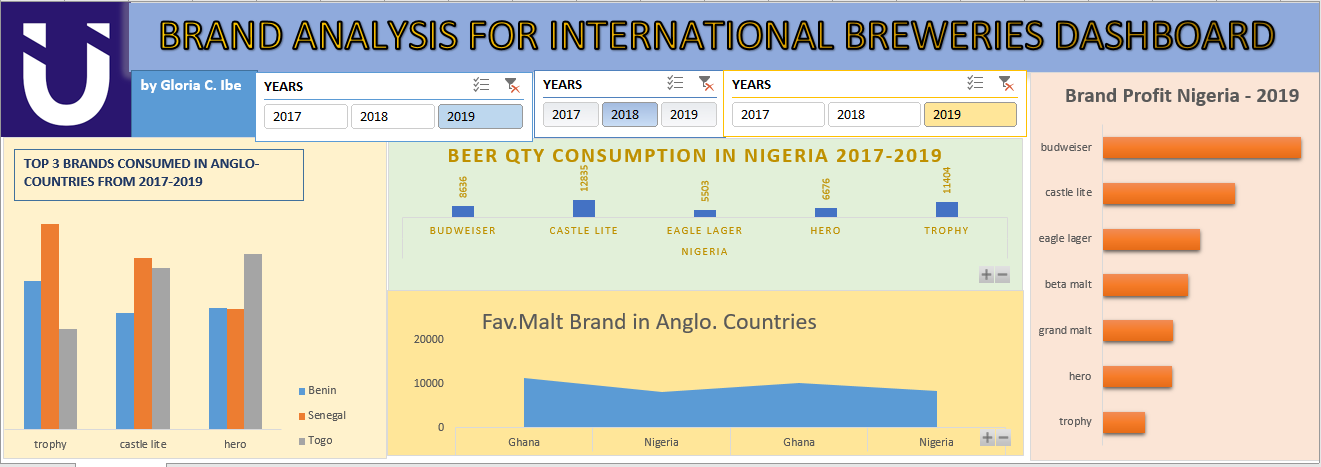 BRAND ANALYSIS FOR INTERNATIONAL BREWERIES DASHBOARD
by Gloria C. Ibe
YEARS
2017 2018 2019
YEARS
2017 2018 2019
YEARS
2017 2018 2019
TOP 3 BRANDS CONSUMED IN ANGLO-
COUNTRIES FROM 2017-2019
Benin
Senegal
Togo
trophy castle lite hero
BEER QTY CONSUMPTION IN NIGERIA 2017-2019
8636 12835 5503 6676 11404
BUDWEISER CASTLE LITE EAGLE LAGER HERO TROPHY
NIGERIA
Fav.Malt Brand in Anglo. Countries
20000
10000
0
Ghana Nigeria Ghana Nigeria
Brand Profit Nigeria - 2019
budweiser
castle lite
eagle lager
beta malt
grand malt
hero
trophy